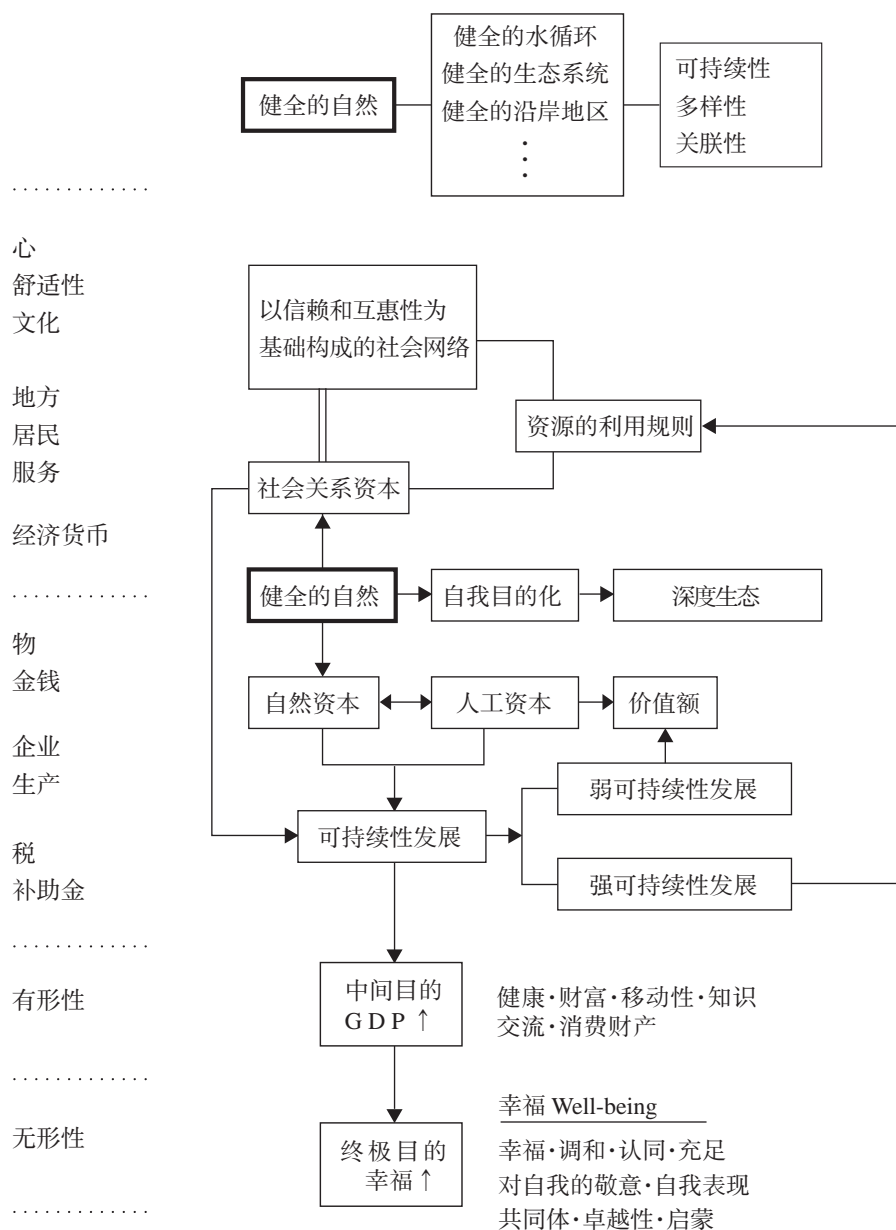 健全的自然
健全的水循环
健全的生态系统
健全的沿岸地区
可持续性
多样性
关朕性
心
舒适性
文化
地方
居民
服务
经济货币
以信赖和互惠性为
基础构成的社会网络
资源的利用规则
社会关系资本
健全的自然
自我目的化
深度生态
物
金钱
企业
生产
税
补助金
自然资本
人工资本
价值额
弱可持续性发展
可持续性发展
强可持续性发展
有形性
中间目的
GDP↑
健康·财富·移动性·知识
交流·消费财产
无形性
终极目的
幸福↑
幸福 Well-being
幸福·调和·认同·充足
对自我的敬意·自我表现
共同体·卓越性·启蒙